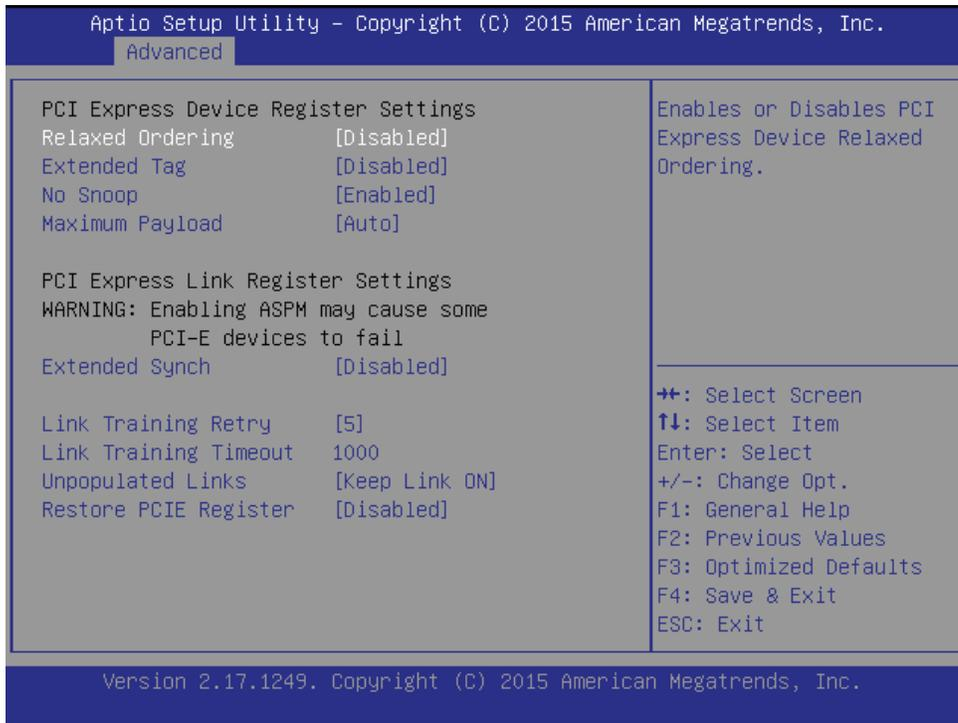 Aptio Setup Utility – Copyright (C) 2015 American Megatrends, Inc.
Advanced
PCI Express Device Register Settings
Relaxed Ordering [Disabled]
Extended Tag [Disabled]
No Snoop [Enabled]
Maximum Payload [Auto]
PCI Express Link Register Settings
WARNING: Enabling ASPM may cause some
PCI-E devices to fail
Extended Synch [Disabled]
Link Training Retry [5]
Link Training Timeout 1000
Unpopulated Links [Keep Link ON]
Restore PCIE Register [Disabled]
Enables or Disables PCI
Express Device Relaxed
Ordering.
→←: Select Screen
↑↓: Select Item
Enter: Select
+/-: Change Opt.
F1: General Help
F2: Previous Values
F3: Optimized Defaults
F4: Save & Exit
ESC: Exit
Version 2.17.1249. Copyright (C) 2015 American Megatrends, Inc.